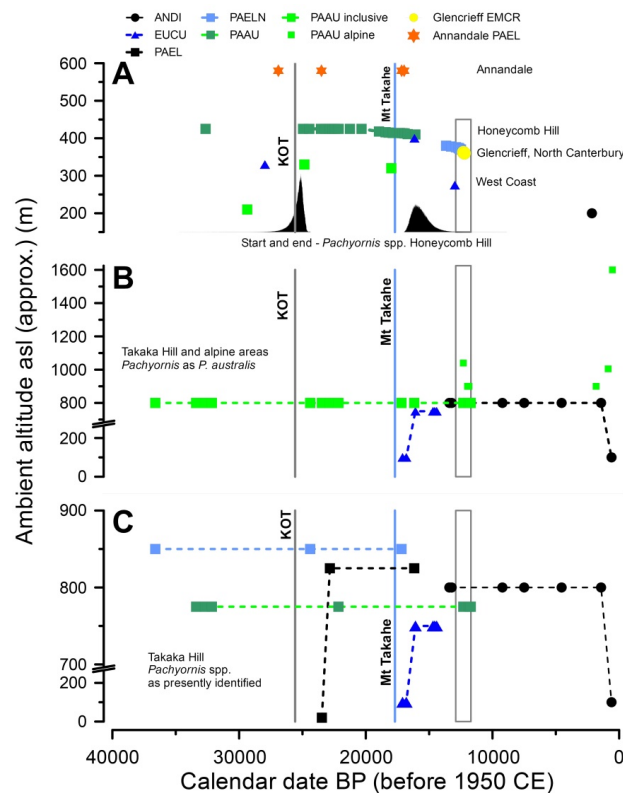 ANDI PAELN PAAU inclusive Glencrieff EMCR
EUCU PAAU PAAU alpine Annandale PAEL
PAEL
Ambient altitude asl (approx.) (m)
A
600
500
400
300
200
KOT
Mt Takahe
Annandale
Honeycomb Hill
Glencrieff, North Canterbury
West Coast
Start and end - Pachyornis spp. Honeycomb Hill
B
1600
1400
1200
1000
800
200
0
KOT
Mt Takahe
Takaka Hill and alpine areas
Pachyornis as P. australis
C
900
800
700
100
0
KOT
Mt Takahe
Takaka Hill
Pachyornis spp.
as presently identified
40000 30000 20000 10000 0
Calendar date BP (before 1950 CE)